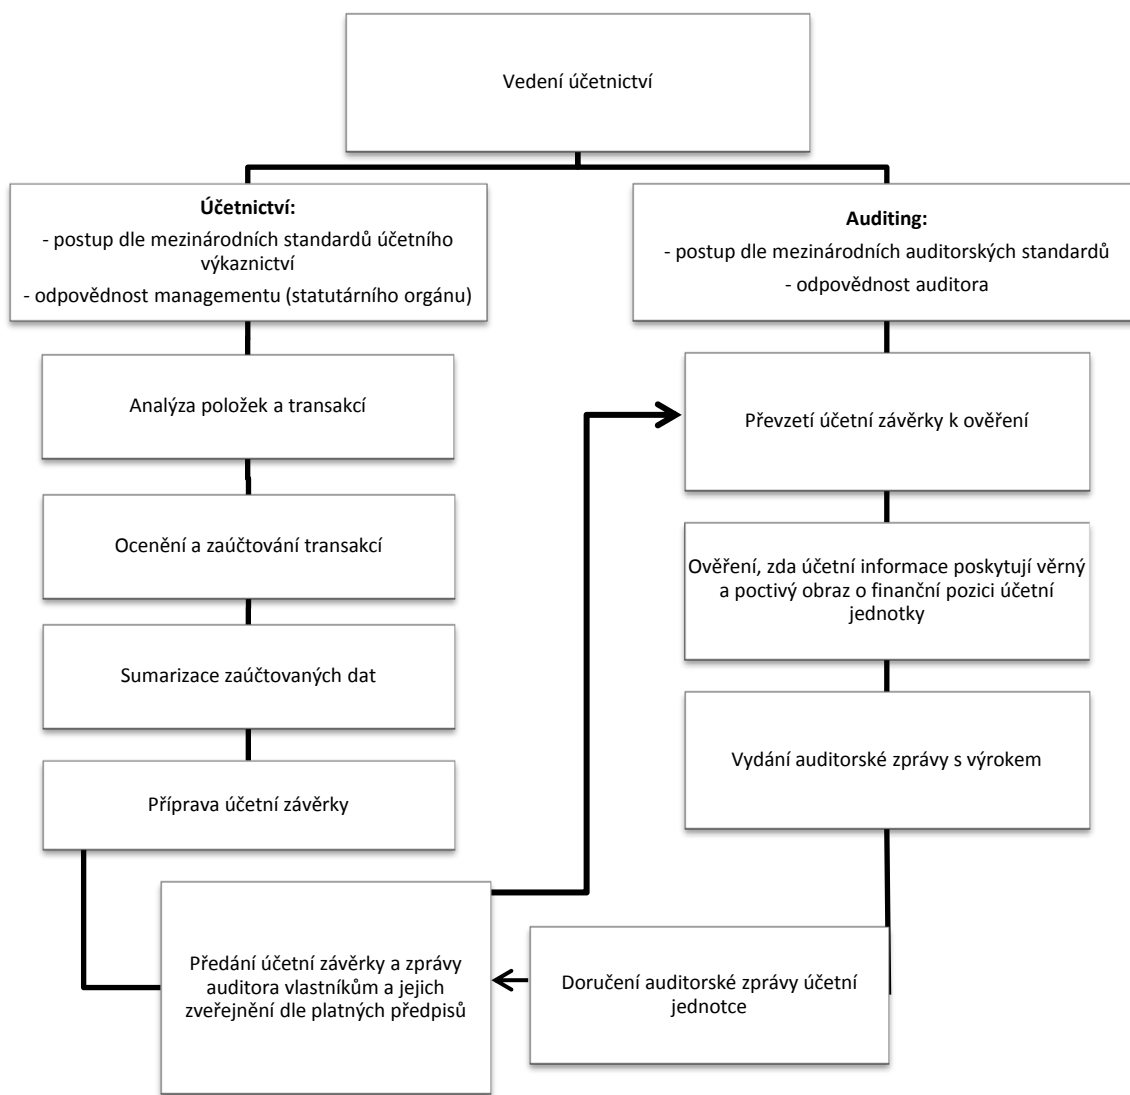 Vedení účetnictví
Účetnictví:
- postup dle mezinárodních standardů účetního
výkaznictví
- odpovědnost managementu (statutárního orgánu)
Auditing:
- postup dle mezinárodních auditorských standardů
- odpovědnost auditora
Analýza položek a transakcí
Ocenění a zaúčtování transakcí
Sumarizace zaúčtovaných dat
Příprava účetní závěrky
Převzetí účetní závěrky k ověření
Ověření, zda účetní informace poskytují věrný
a poctivý obraz o finanční pozici účetní
jednotky
Vydání auditorské zprávy s výrokem
Doručení auditorské zprávy účetní
jednotce
Předání účetní závěrky a zprávy
auditora vlastníkům a jejich
zveřejnění dle platných předpisů